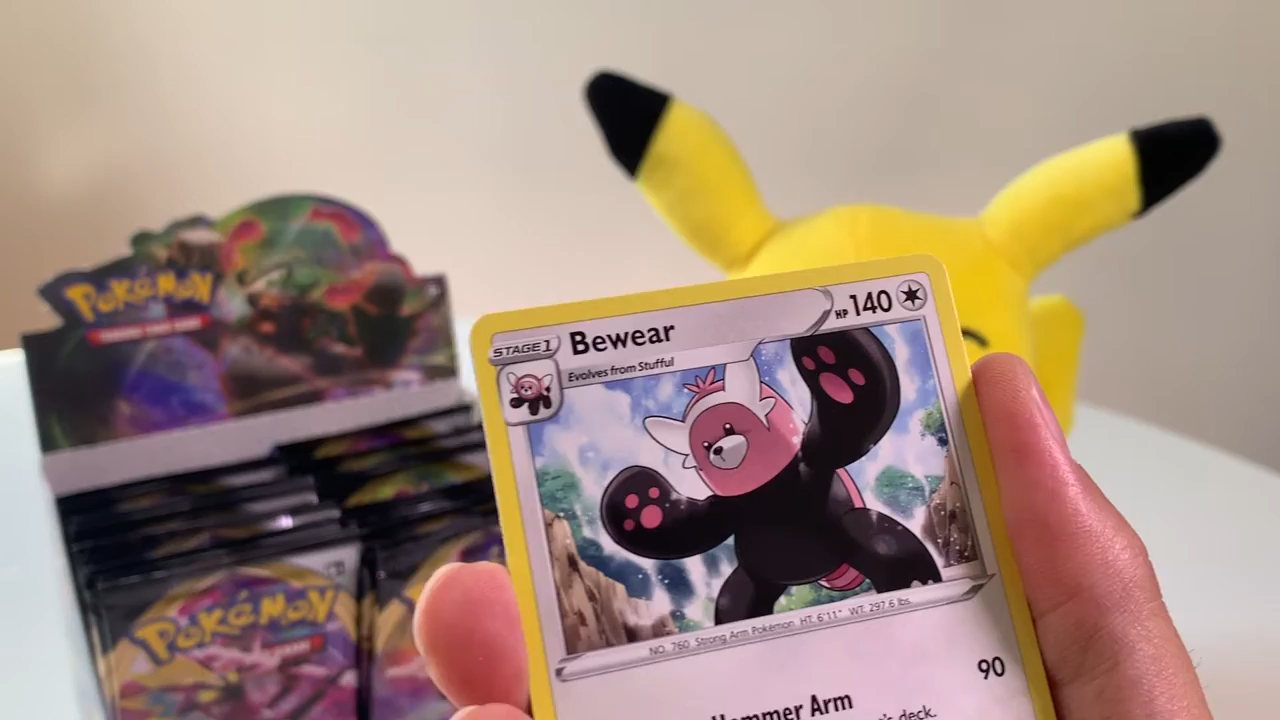 Pokémon
STAGE 1
Bewear
HP 140
Evolves from Stufful
NO. 760 Strong Arm Pokémon HT. 6'11" WT. 297.6 lbs.
Hammer Arm 90
deck.
Pokémon